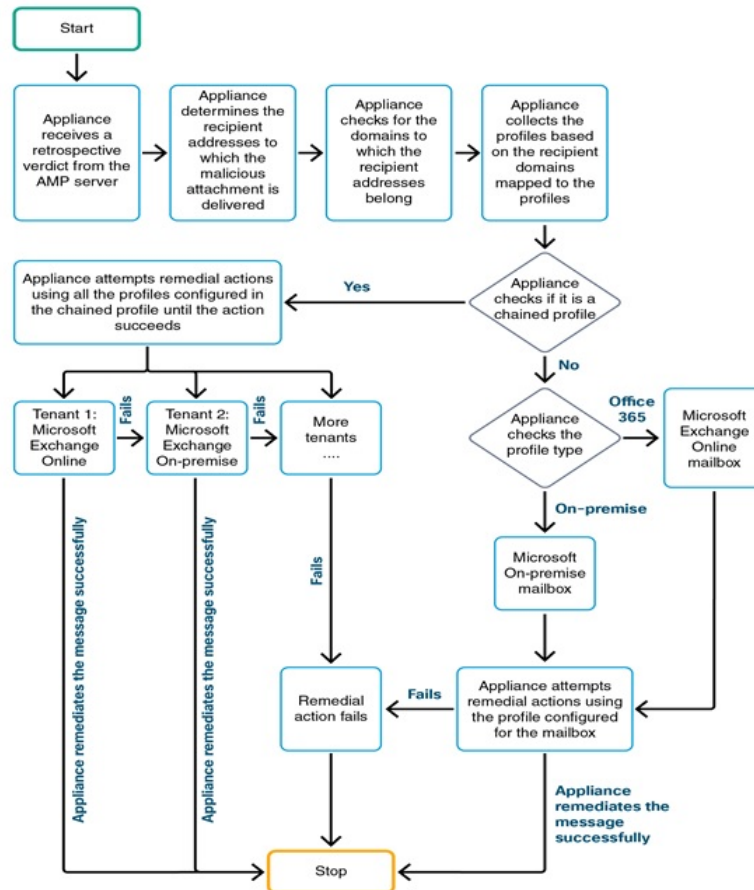 Start
Appliance
receives a
retrospective
verdict from the
AMP server
Appliance
determines the
recipient
addresses to
which the
malicious
attachment is
delivered
Appliance
checks for the
domains to
which the
recipient
addresses
belong
Appliance
collects the
profiles based
on the recipient
domains
mapped to the
profiles
Appliance attempts remedial actions
using all the profiles configured in
the chained profile until the action
succeeds
Yes
Appliance
checks if it is a
chained profile
No
Tenant 1:
Microsoft
Exchange
Online
Fails
Tenant 2:
Microsoft
Exchange
On-premise
Fails
More
tenants
....
Appliance
checks the
profile type
Office
365
Microsoft
Exchange
Online
mailbox
On-premise
Microsoft
On-premise
mailbox
Appliance remediates the message successfully
Appliance remediates the message successfully
Fails
Remedial
action fails
Fails
Appliance attempts
remedial actions using
the profile configured
for the mailbox
Appliance
remediates the
message
successfully
Stop